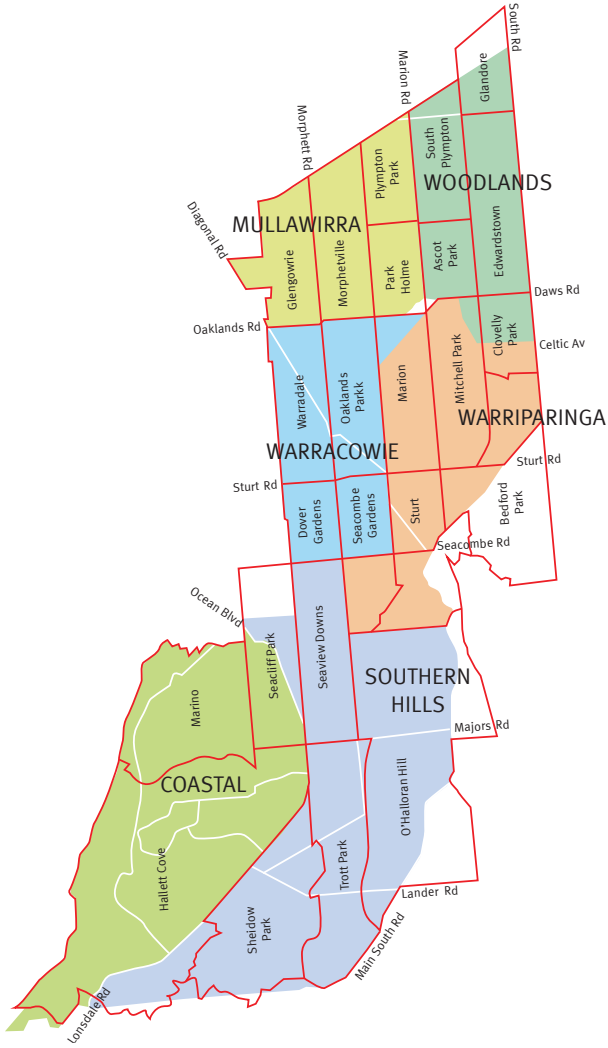 South Rd
Glandore
Marion Rd
South
Plympton
Morphett Rd
Plympton
Park
WOODLANDS
MULLAWIRRA
Diagonal Rd
Glengowrie
Morphetville
Park
Holme
Ascot
Park
Edwardstown
Daws Rd
Oaklands Rd
Clovelly
Park
Celtic Av
Warradale
Oaklands
Parkk
Marion
Mitchell Park
WARRIPARINGA
WARRACOWIE
Sturt Rd
Sturt Rd
Dover
Gardens
Seacombe
Gardens
Sturt
Bedford
Park
Seacombe Rd
Ocean Blvd
Seacliff Park
Seaview Downs
Marino
SOUTHERN
HILLS
Majors Rd
COASTAL
O'Halloran Hill
Hallett Cove
Trott Park
Lander Rd
Sheidow
Park
Main South Rd
Lonsdale Rd